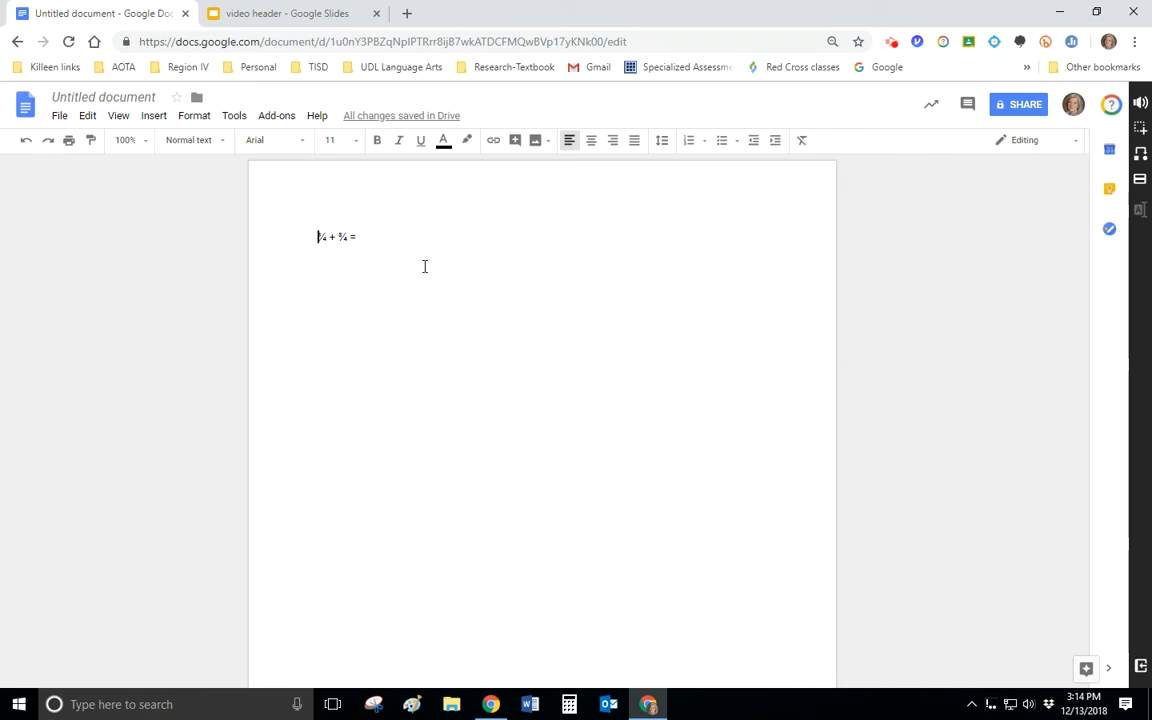 Untitled document - Google Doc
video header - Google Slides
https://docs.google.com/document/d/1u0nY3PBZqNpIPTRrr8ijB7wkATDCFMQwBVp17yKNk00/edit
Killeen links
AOTA
Region IV
Personal
TISD
UDL Language Arts
Research-Textbook
Gmail
Specialized Assessme
Red Cross classes
Google
»
Other bookmarks
Untitled document
SHARE
File
Edit
View
Insert
Format
Tools
Add-ons
Help
All changes saved in Drive
100%
Normal text
Arial
11
B
I
U
A
Editing
+ ¾ =
Type here to search
3:14 PM
12/13/2018